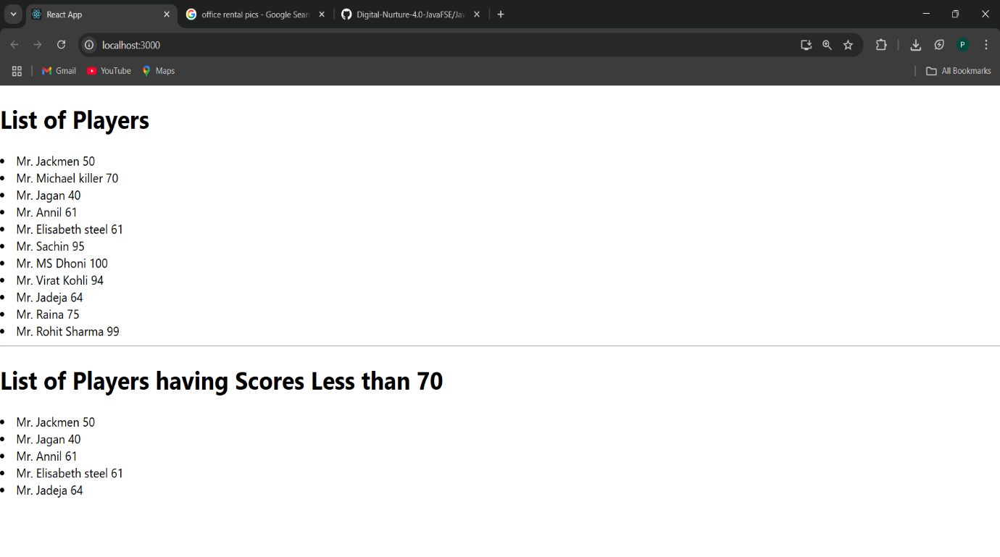 React App
office rental pics - Google Sear
Digital-Nurture-4.0-JavaFSE/Jav
localhost:3000
P
Gmail
YouTube
Maps
All Bookmarks
List of Players
• Mr. Jackmen 50
• Mr. Michael killer 70
• Mr. Jagan 40
• Mr. Annil 61
• Mr. Elisabeth steel 61
• Mr. Sachin 95
• Mr. MS Dhoni 100
• Mr. Virat Kohli 94
• Mr. Jadeja 64
• Mr. Raina 75
• Mr. Rohit Sharma 99
List of Players having Scores Less than 70
• Mr. Jackmen 50
• Mr. Jagan 40
• Mr. Annil 61
• Mr. Elisabeth steel 61
• Mr. Jadeja 64